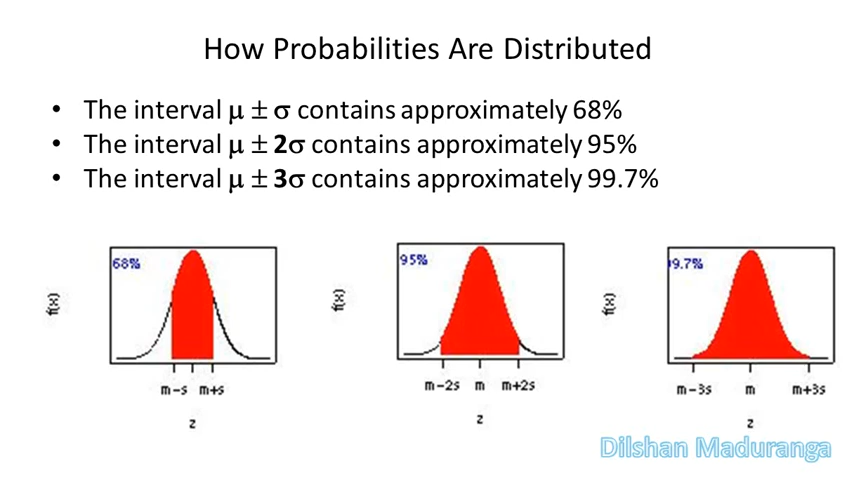 How Probabilities Are Distributed
• The interval μ ± σ contains approximately 68%
• The interval μ ± 2σ contains approximately 95%
• The interval μ ± 3σ contains approximately 99.7%
68%
f(x)
m-s m+s
z
95%
f(x)
m-2s m m+2s
z
9.7%
f(x)
m-3s m m+3s
z
Dilshan Maduranga